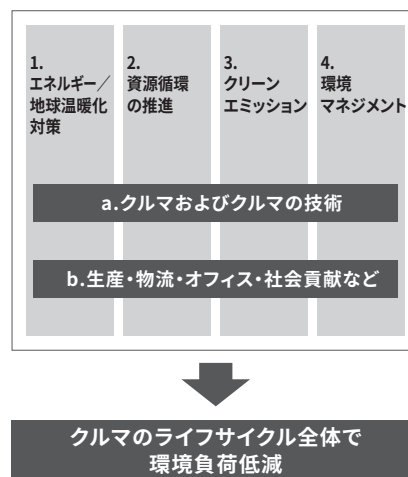 1.
エネルギー／
地球温暖化
対策
2.
資源循環
の推進
3.
クリーン
エミッション
4.
環境
マネジメント
a.クルマおよびクルマの技術
b.生産・物流・オフィス・社会貢献など
クルマのライフサイクル全体で
環境負荷低減